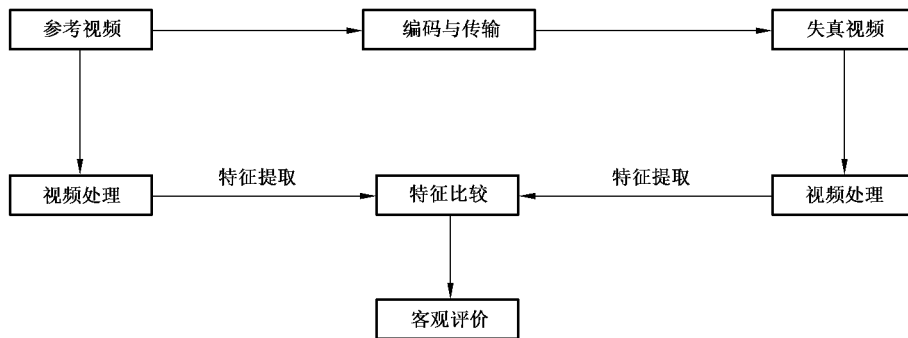 参考视频
编码与传输
失真视频
特征提取
特征提取
视频处理
特征比较
视频处理
客观评价